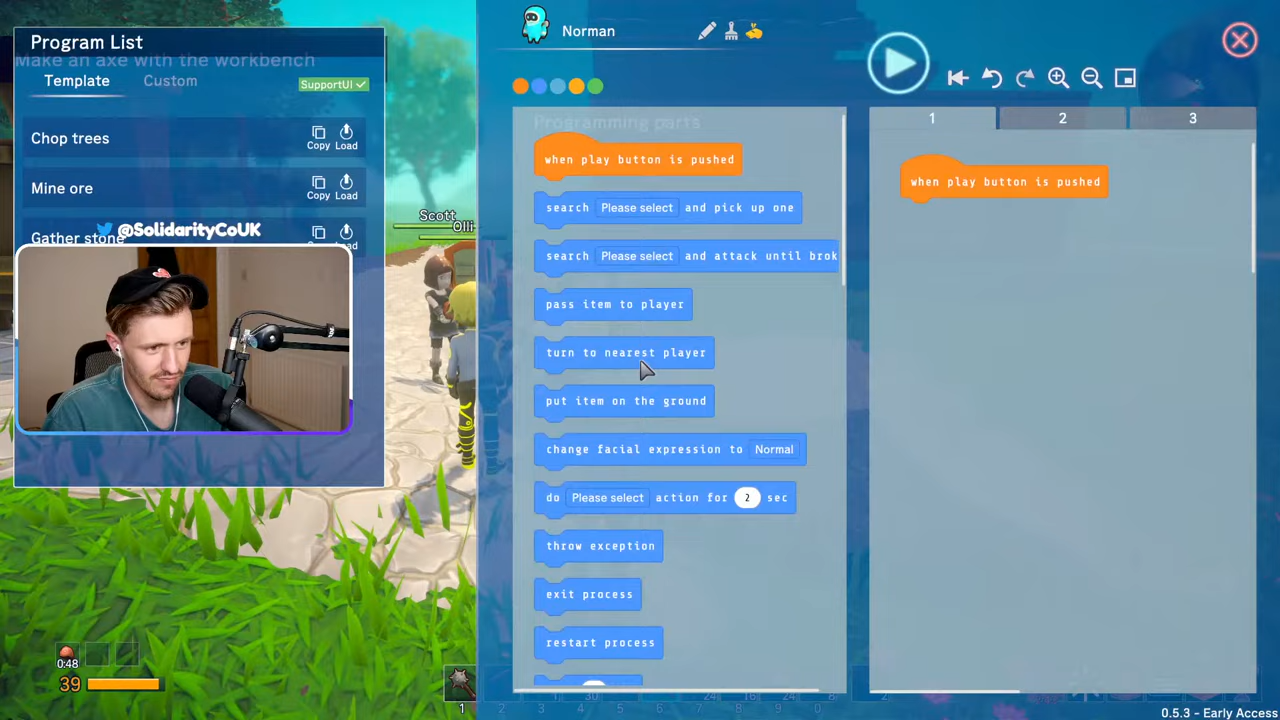 Program List
Make an axe with the workbench
Template
Custom
SupportUI ✓
Chop trees
Copy Load
Mine ore
Copy Load
Gather stone
@SolidarityCoUK
Scott
Olli
0:48
39
1
Norman
Programming parts
when play button is pushed
search Please select and pick up one
search Please select and attack until brok
pass item to player
turn to nearest player
put item on the ground
change facial expression to Normal
do Please select action for 2 sec
throw exception
exit process
restart process
1 2 3
when play button is pushed
0.5.3 - Early Access